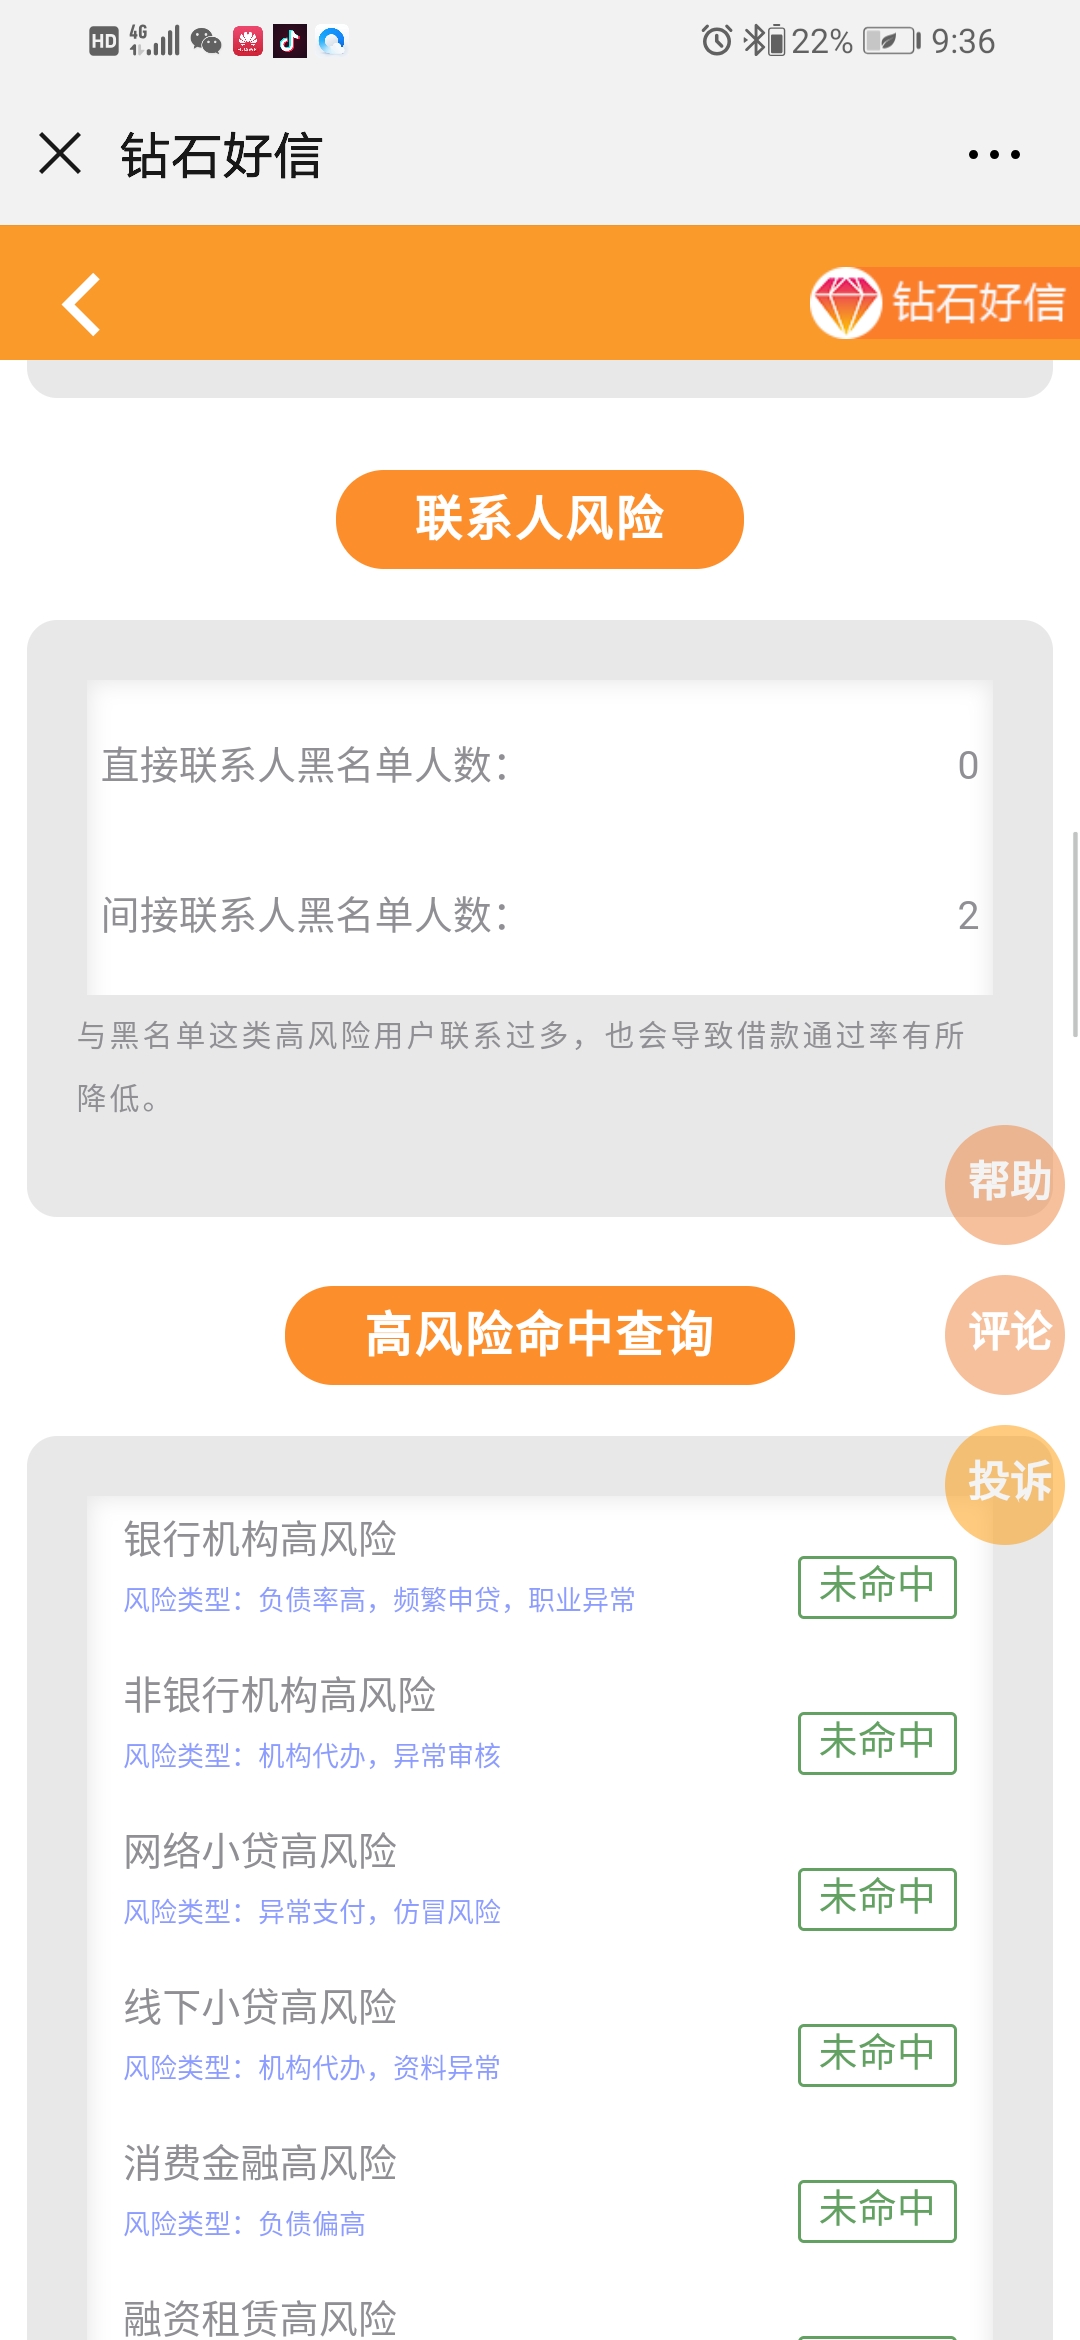 HD 4G 22% 9:36
钻石好信
钻石好信
联系人风险
直接联系人黑名单人数： 0
间接联系人黑名单人数： 2
与黑名单这类高风险用户联系过多，也会导致借款通过率有所
降低。
帮助
高风险命中查询
评论
投诉
银行机构高风险
风险类型：负债率高，频繁申贷，职业异常
未命中
非银行机构高风险
风险类型：机构代办，异常审核
未命中
网络小贷高风险
风险类型：异常支付，仿冒风险
未命中
线下小贷高风险
风险类型：机构代办，资料异常
未命中
消费金融高风险
风险类型：负债偏高
未命中
融资租赁高风险